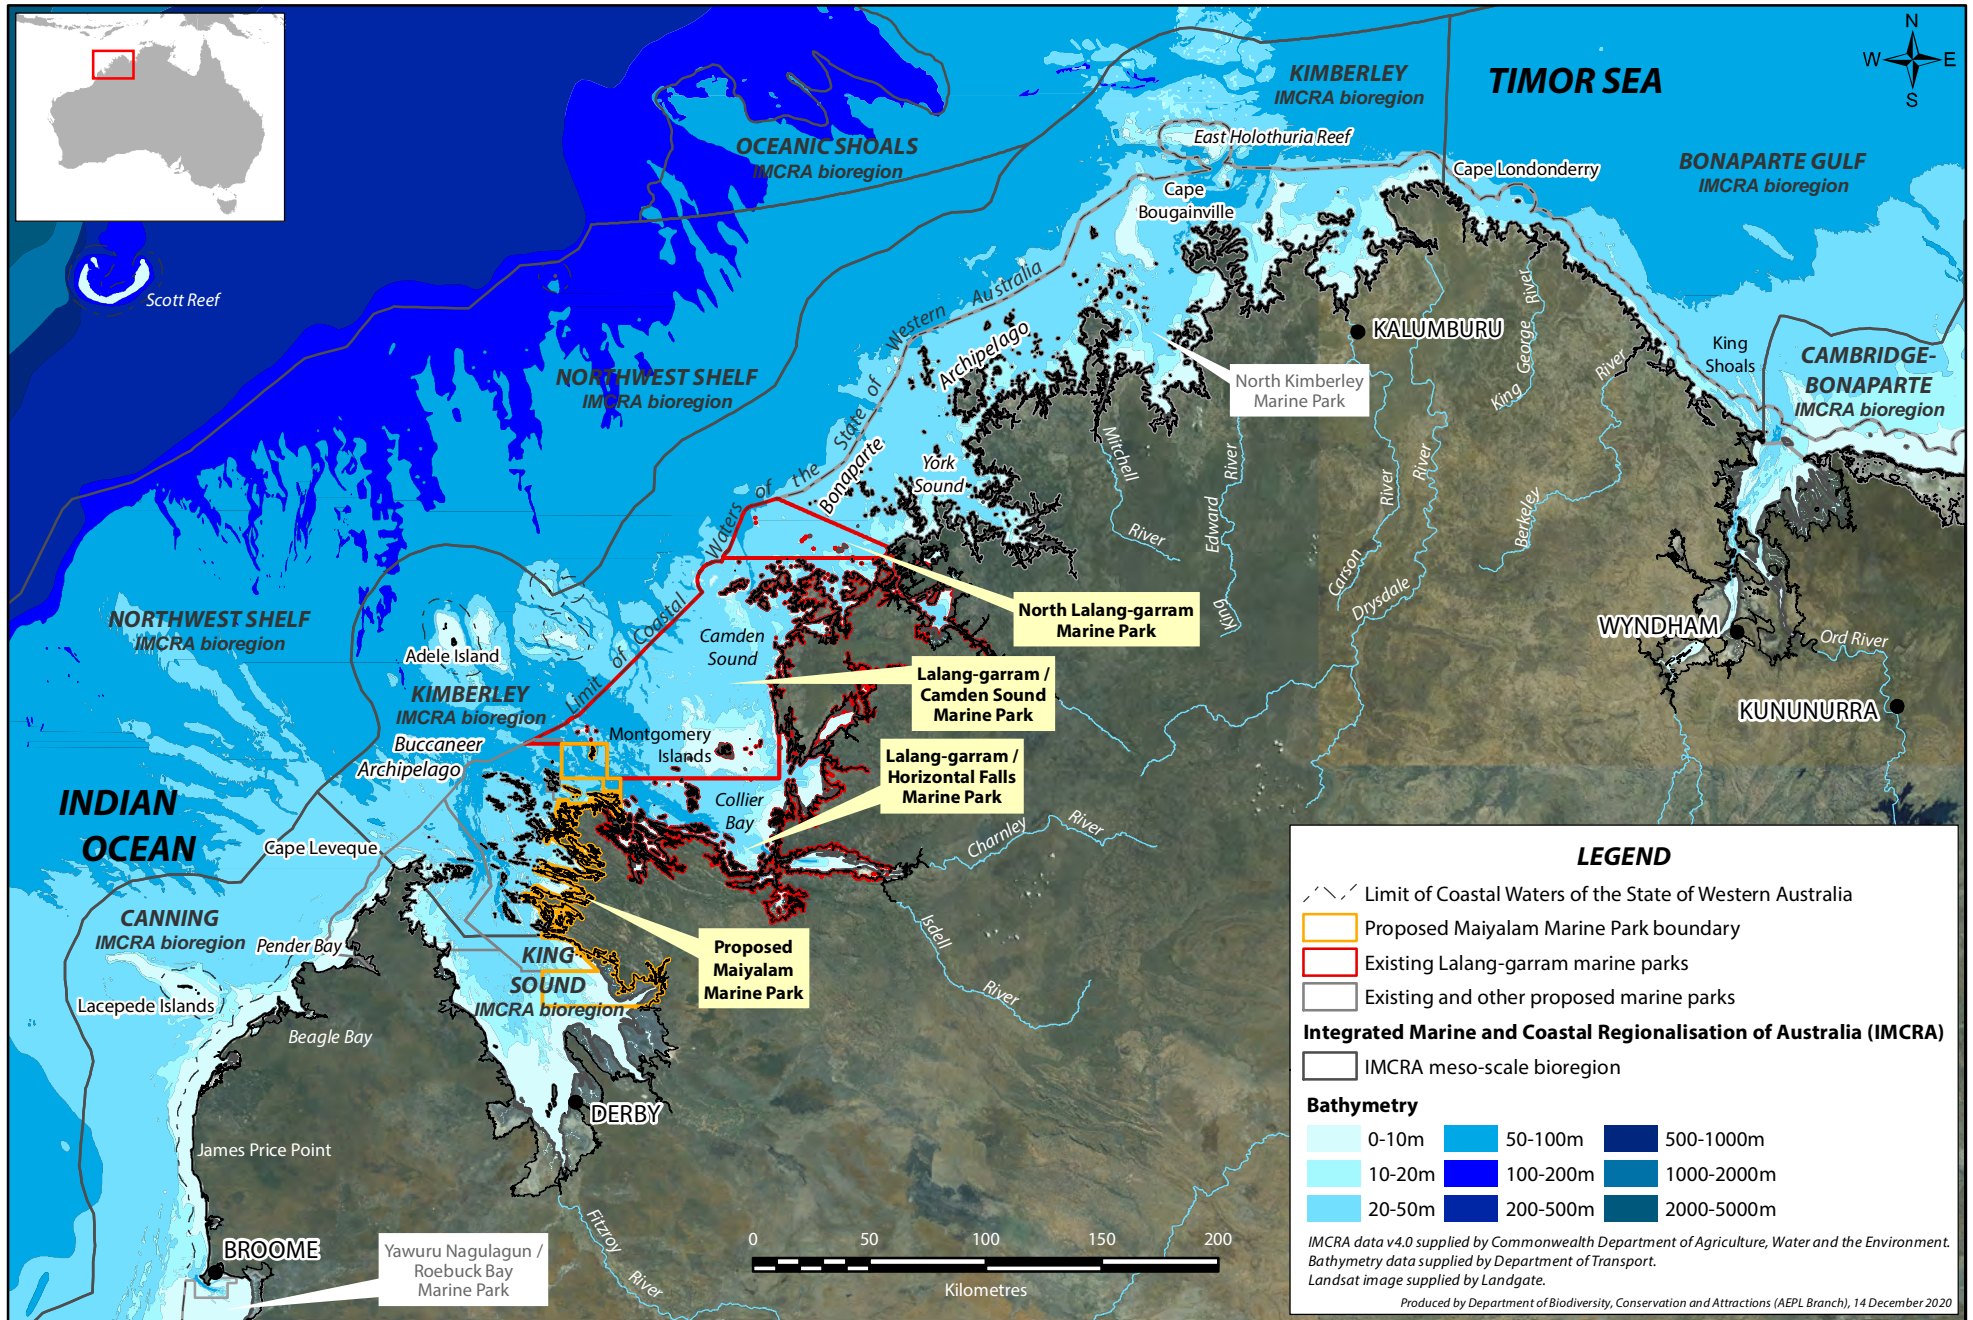 N
W
E
S
TIMOR SEA
KIMBERLEY
IMCRA bioregion
OCEANIC SHOALS
IMCRA bioregion
East Holothuria Reef
BONAPARTE GULF
IMCRA bioregion
Cape Londonderry
Cape
Bougainville
Scott Reef
Limit of Coastal Waters of the State of Western Australia
Bonaparte Archipelago
KALUMBURU
King George River
King
Shoals
CAMBRIDGE-
BONAPARTE
IMCRA bioregion
NORTHWEST SHELF
IMCRA bioregion
North Kimberley
Marine Park
York
Sound
Mitchell
River
King Edward River
Carson River
Drysdale River
Berkeley River
NORTHWEST SHELF
IMCRA bioregion
Adele Island
Camden
Sound
North Lalang-garram
Marine Park
WYNDHAM
Ord River
KUNUNURRA
KIMBERLEY
IMCRA bioregion
Lalang-garram /
Camden Sound
Marine Park
Buccaneer
Archipelago
Montgomery
Islands
Lalang-garram /
Horizontal Falls
Marine Park
Collier
Bay
INDIAN
OCEAN
Cape Leveque
Charnley River
Isdell
River
CANNING
IMCRA bioregion
Pender Bay
KING
SOUND
IMCRA bioregion
Proposed
Maiyalam
Marine Park
Lacepede Islands
Beagle Bay
DERBY
James Price Point
BROOME
Yawuru Nagulagun /
Roebuck Bay
Marine Park
Fitzroy
River
0 50 100 150 200
Kilometres
LEGEND
Limit of Coastal Waters of the State of Western Australia
Proposed Maiyalam Marine Park boundary
Existing Lalang-garram marine parks
Existing and other proposed marine parks
Integrated Marine and Coastal Regionalisation of Australia (IMCRA)
IMCRA meso-scale bioregion
Bathymetry
0-10m 50-100m 500-1000m
10-20m 100-200m 1000-2000m
20-50m 200-500m 2000-5000m
IMCRA data v4.0 supplied by Commonwealth Department of Agriculture, Water and the Environment.
Bathymetry data supplied by Department of Transport.
Landsat image supplied by Landgate.
Produced by Department of Biodiversity, Conservation and Attractions (AEPL Branch), 14 December 2020